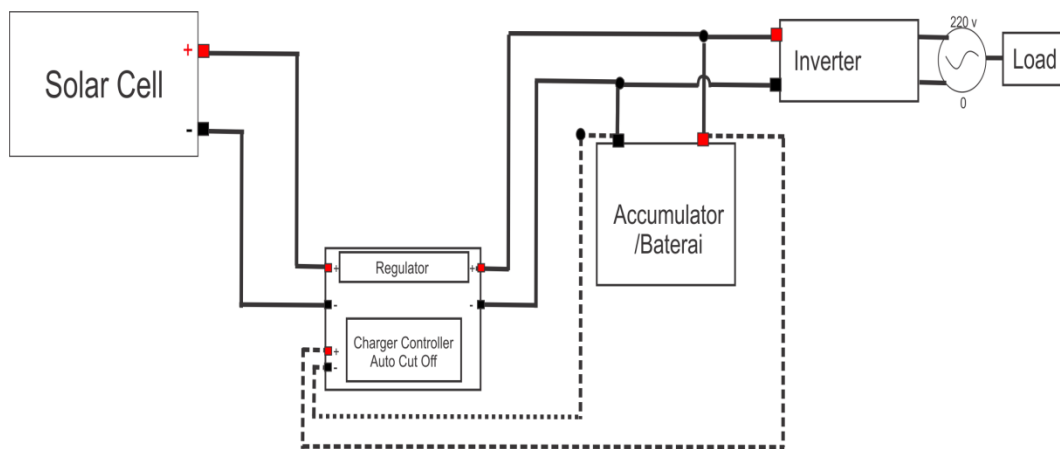 Solar Cell
+
-
Regulator
+
+
-
-
Charger Controller
Auto Cut Off
+
-
Accumulator
/Baterai
Inverter
220 v
0
Load